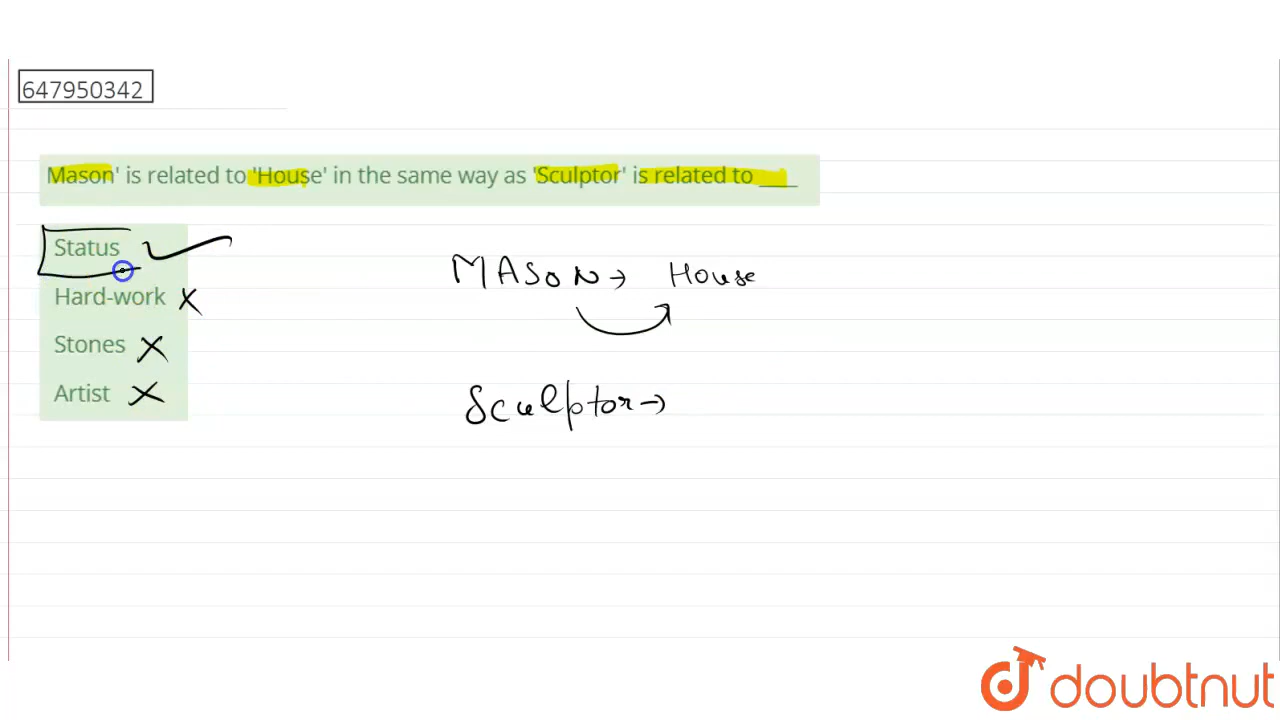 647950342
Mason' is related to 'House' in the same way as 'Sculptor' is related to ____
Status
Hard-work
Stones
Artist
MASON → House
Sculptor →
doubtnut